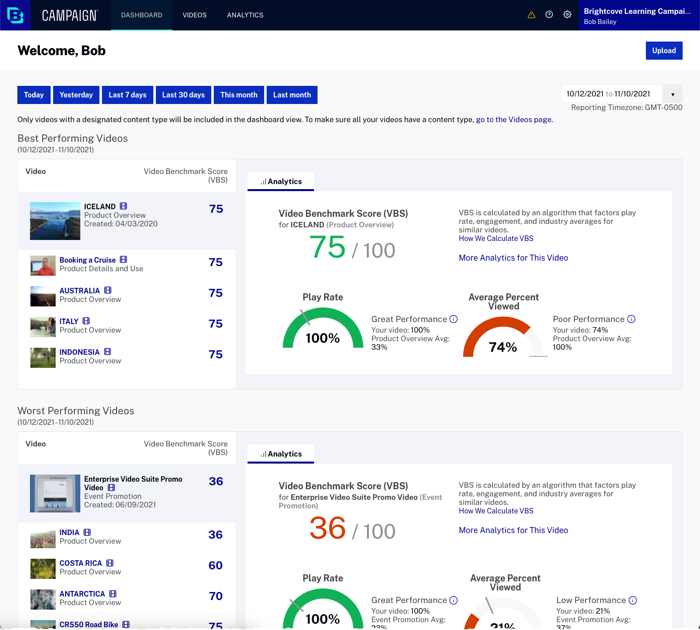 CAMPAIGN
DASHBOARD
VIDEOS
ANALYTICS
Brightcove Learning Campai...
Bob Bailey
Welcome, Bob
Upload
Today
Yesterday
Last 7 days
Last 30 days
This month
Last month
10/12/2021 to 11/10/2021
Reporting Timezone: GMT-0500
Only videos with a designated content type will be included in the dashboard view. To make sure all your videos have a content type, go to the Videos page.
Best Performing Videos
(10/12/2021 - 11/10/2021)
Video
Video Benchmark Score
(VBS)
ICELAND
Product Overview
Created: 04/03/2020
75
Booking a Cruise
Product Details and Use
75
AUSTRALIA
Product Overview
75
ITALY
Product Overview
75
INDONESIA
Product Overview
75
Analytics
Video Benchmark Score (VBS)
for ICELAND (Product Overview)
75 / 100
VBS is calculated by an algorithm that factors play
rate, engagement, and industry averages for
similar videos.
How We Calculate VBS
More Analytics for This Video
Play Rate
100%
Great Performance
Your video: 100%
Product Overview Avg:
33%
Average Percent
Viewed
74%
Poor Performance
Your video: 74%
Product Overview Avg:
100%
Worst Performing Videos
(10/12/2021 - 11/10/2021)
Video
Video Benchmark Score
(VBS)
Enterprise Video Suite Promo
Video
Event Promotion
Created: 06/09/2021
36
INDIA
Product Overview
36
COSTA RICA
Product Overview
60
ANTARCTICA
Product Overview
70
CR550 Road Bike
75
Analytics
Video Benchmark Score (VBS)
for Enterprise Video Suite Promo Video (Event
Promotion)
36 / 100
VBS is calculated by an algorithm that factors play
rate, engagement, and industry averages for
similar videos.
How We Calculate VBS
More Analytics for This Video
Play Rate
100%
Great Performance
Your video: 100%
Event Promotion Avg:
Average Percent
Viewed
21%
Low Performance
Your video: 21%
Event Promotion Avg: